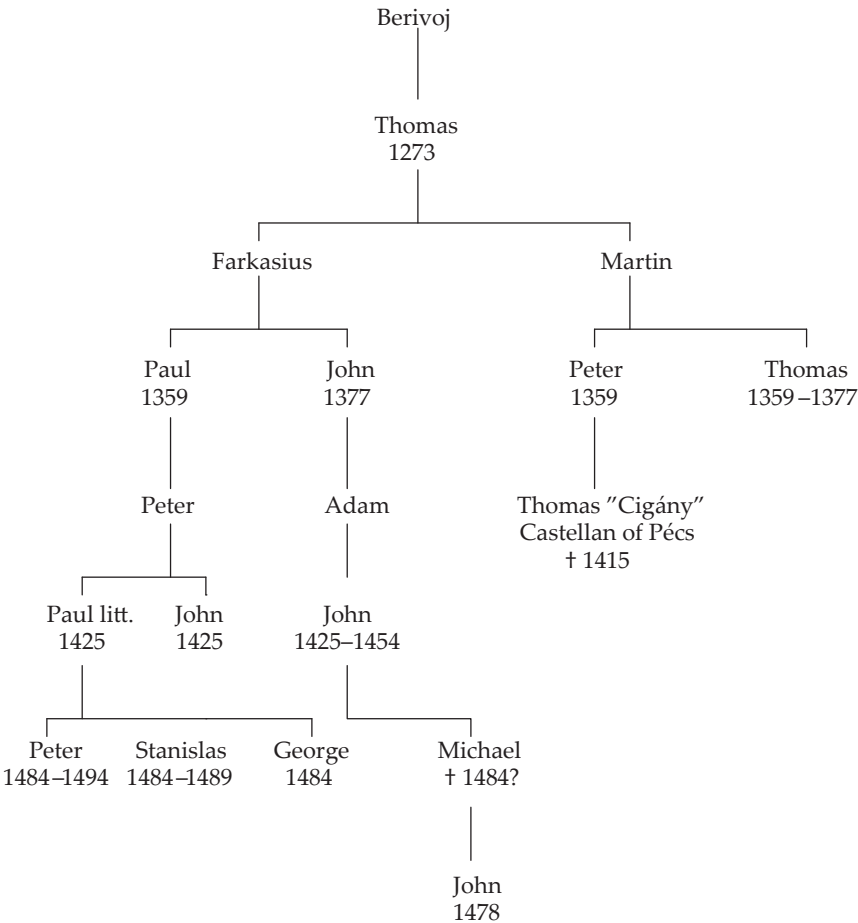 Berivoj
Thomas
1273
Farkasius
Martin
Paul
1359
John
1377
Peter
1359
Thomas
1359–1377
Peter
Adam
Thomas ”Cigány”
Castellan of Pécs
† 1415
Paul litt.
1425
John
1425
John
1425–1454
Peter
1484–1494
Stanislas
1484–1489
George
1484
Michael
† 1484?
John
1478